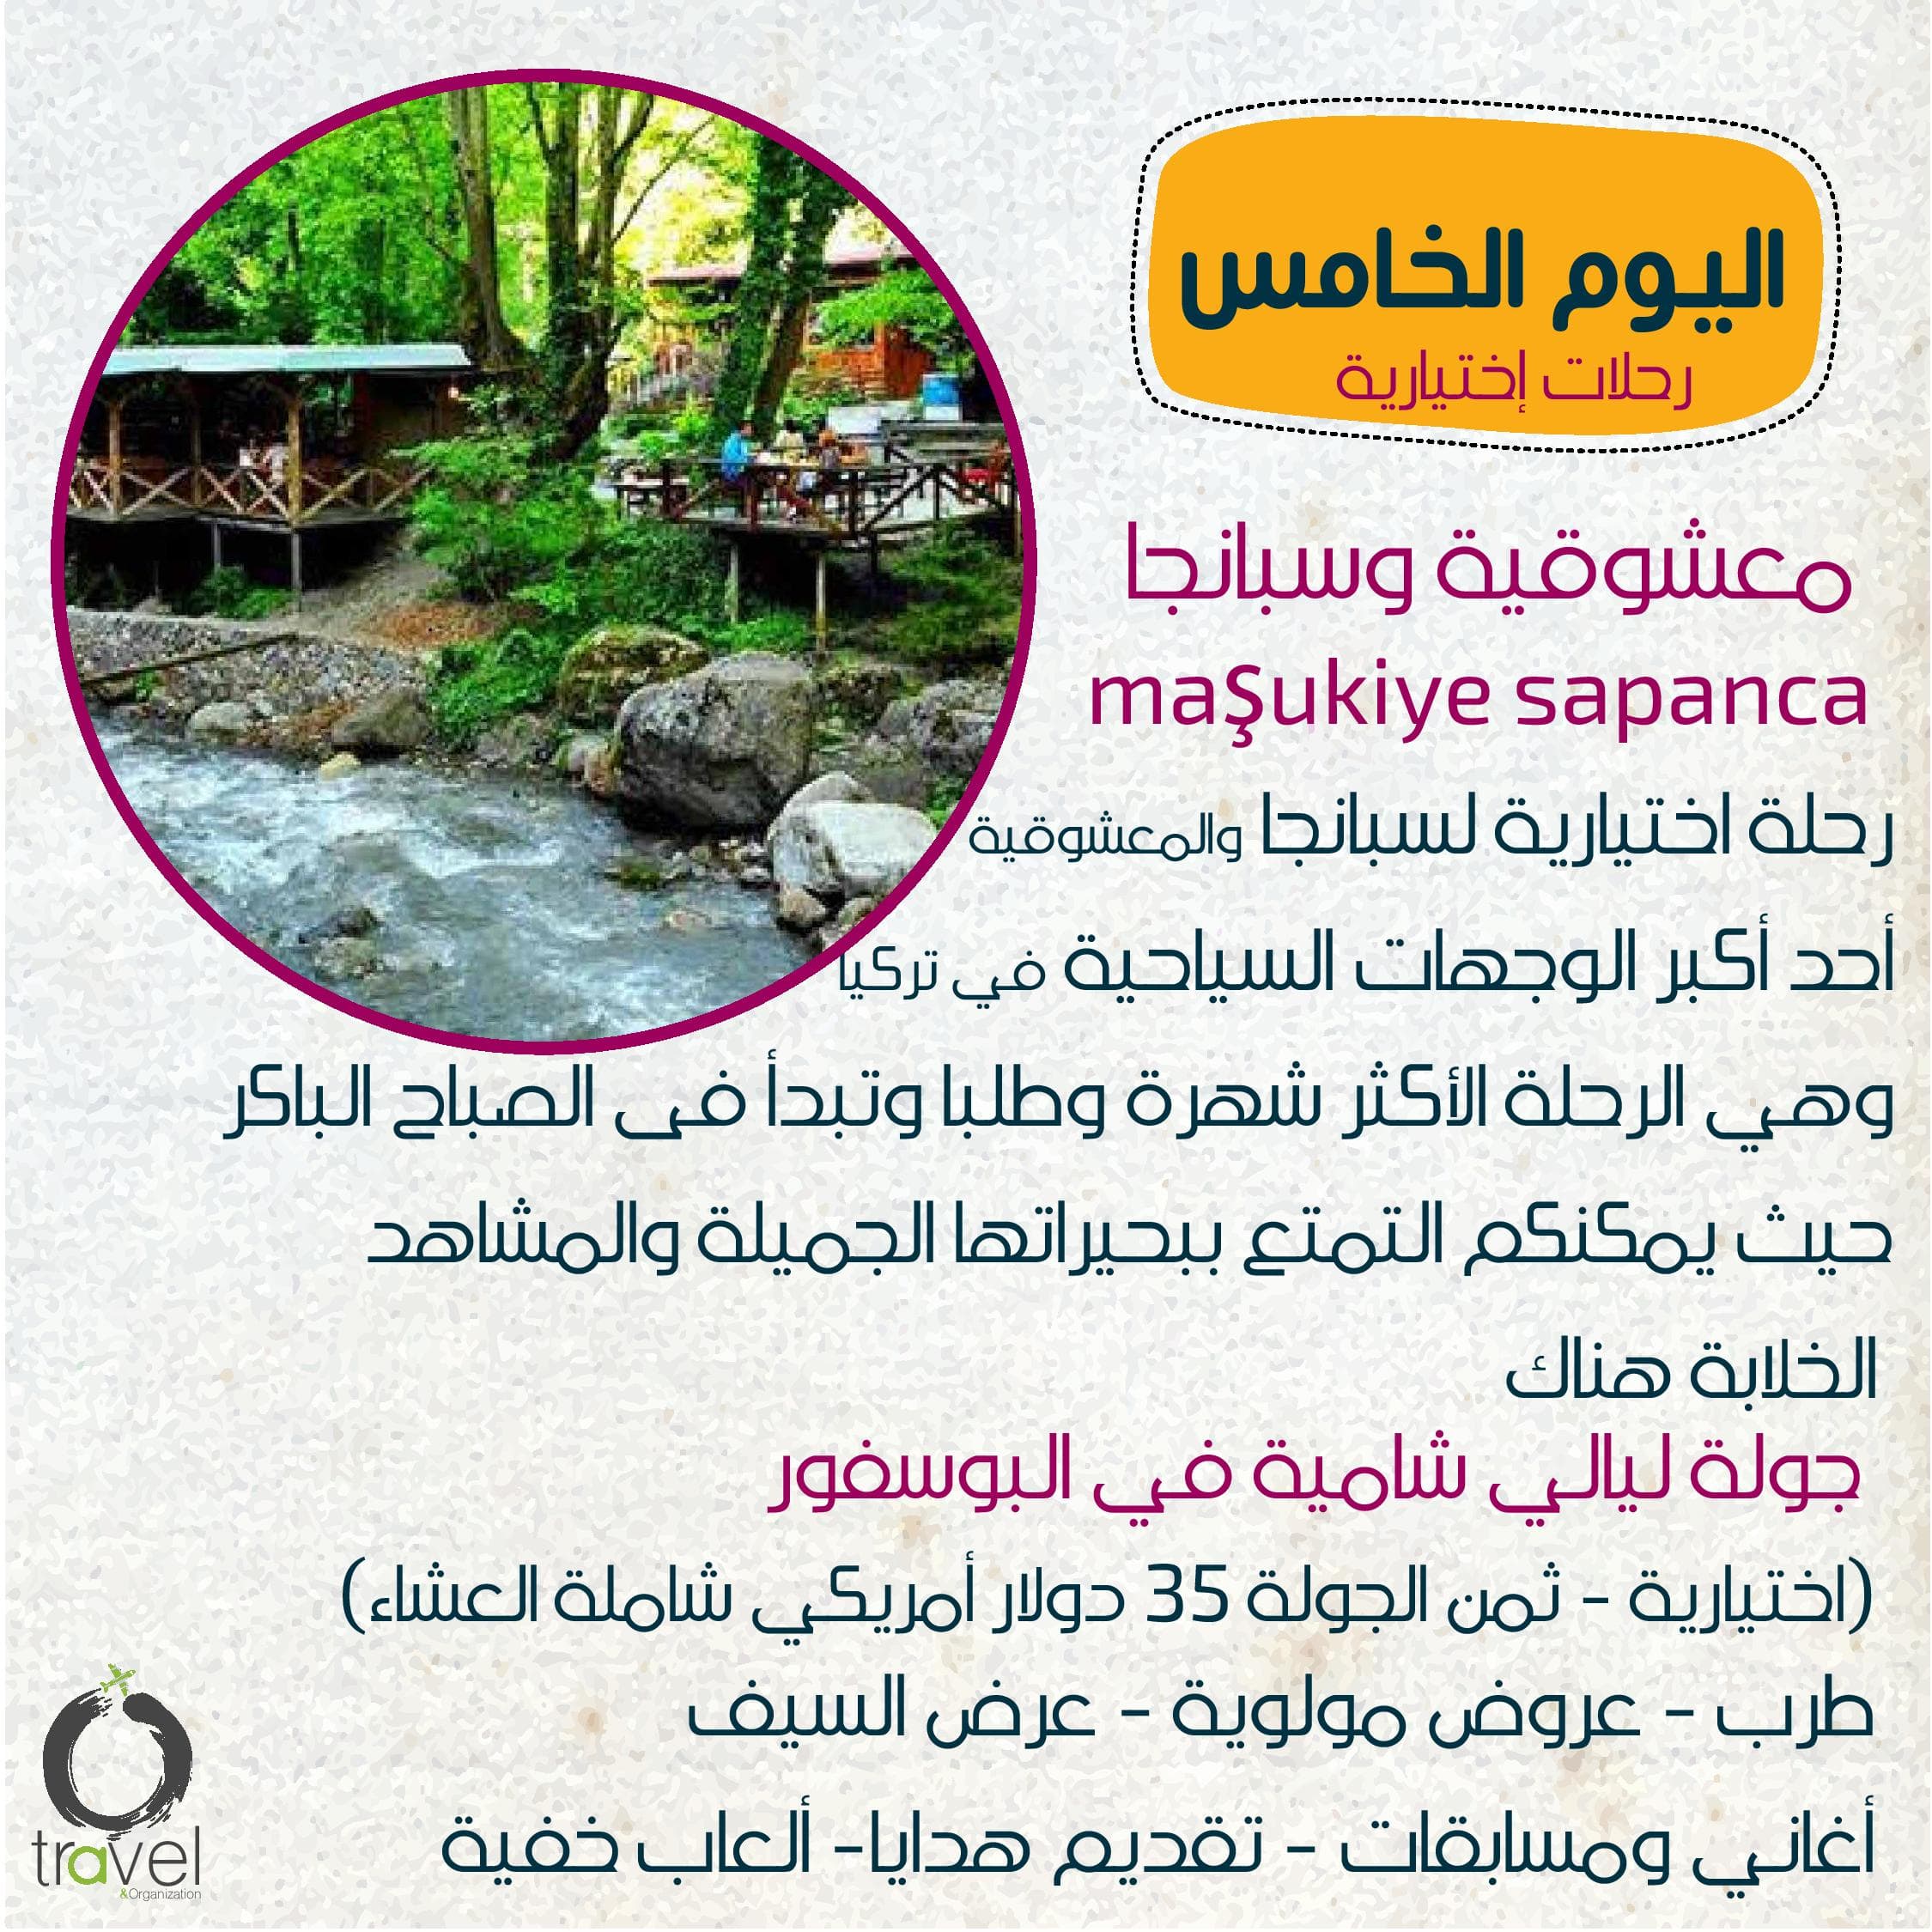 اليوم الخامس
رحلات إختيارية
معشوقية وسبانجا
maşukiye sapanca
رحلة اختيارية لسبانجا والمعشوقية
أحد أكبر الوجهات السياحية في تركيا
وهي الرحلة الأكثر شهرة وطلبا وتبدأ فى الصباح الباكر
حيث يمكنكم التمتع ببحيراتها الجميلة والمشاهد
الخلابة هناك
جولة ليالي شامية في البوسفور
(اختيارية - ثمن الجولة 35 دولار أمريكي شاملة العشاء)
طرب - عروض مولوية - عرض السيف
أغاني ومسابقات - تقديم هدايا- ألعاب خفية
travel
&Organization